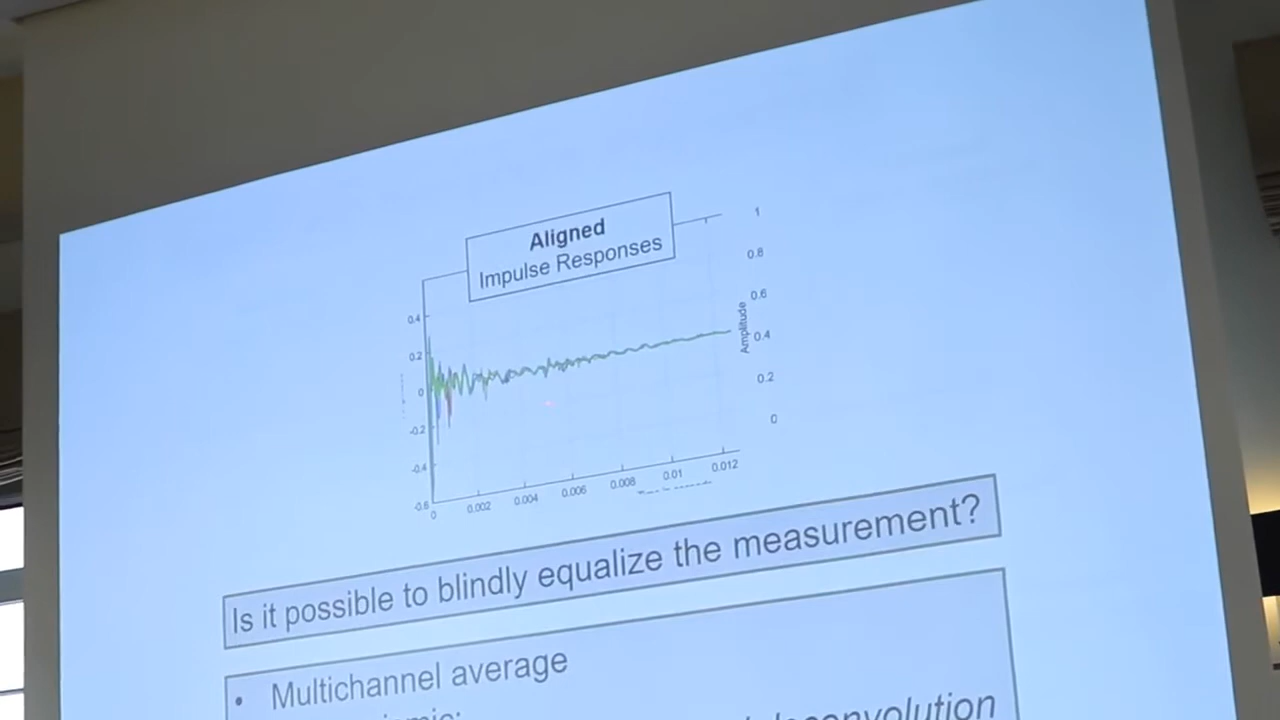 Aligned
Impulse Responses
1
0.8
0.6
0.4
0.2
0
Amplitude
0.4
0.2
0
-0.2
-0.4
-0.6
0 0.002 0.004 0.006 0.008 0.01 0.012
Is it possible to blindly equalize the measurement?
• Multichannel average
deconvolution